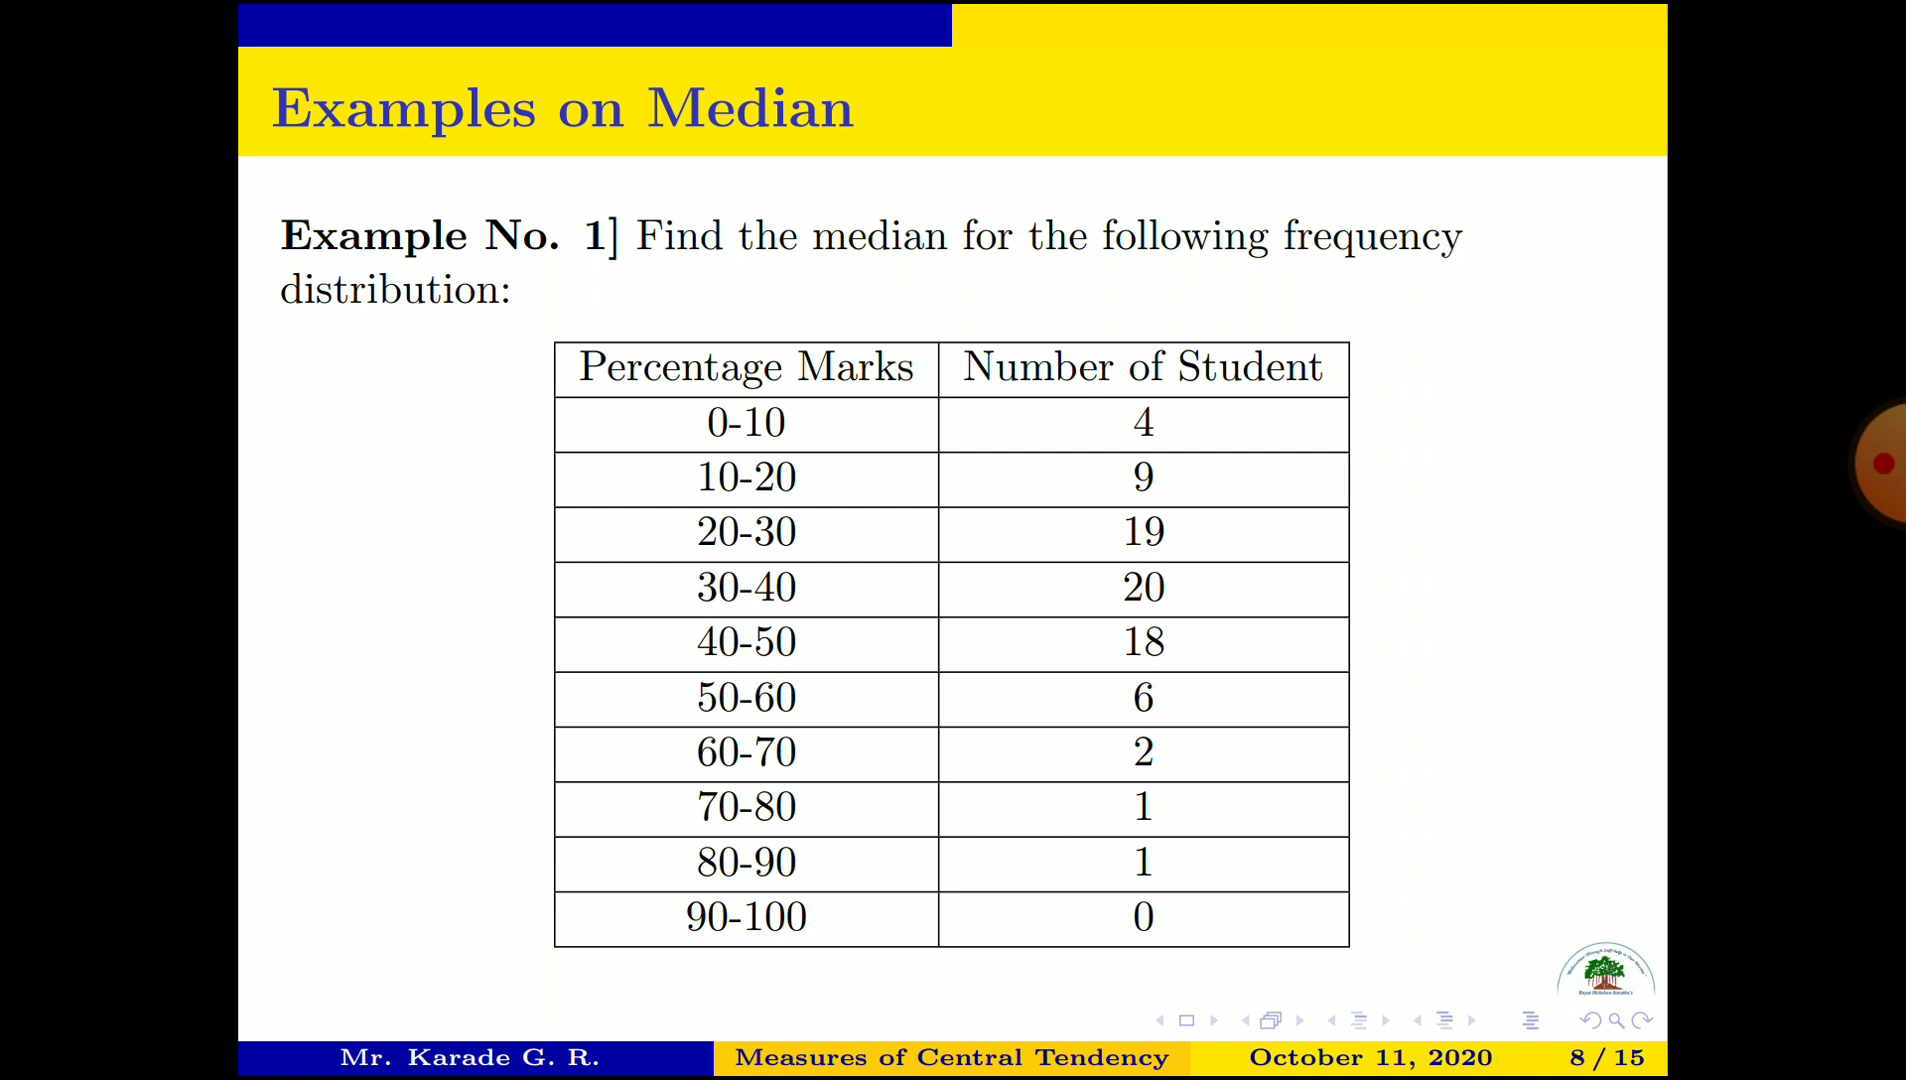 Examples on Median
Example No. 1] Find the median for the following frequency
distribution:
Percentage Marks Number of Student
0-10 4
10-20 9
20-30 19
30-40 20
40-50 18
50-60 6
60-70 2
70-80 1
80-90 1
90-100 0
Mr. Karade G. R. Measures of Central Tendency October 11, 2020 8 / 15